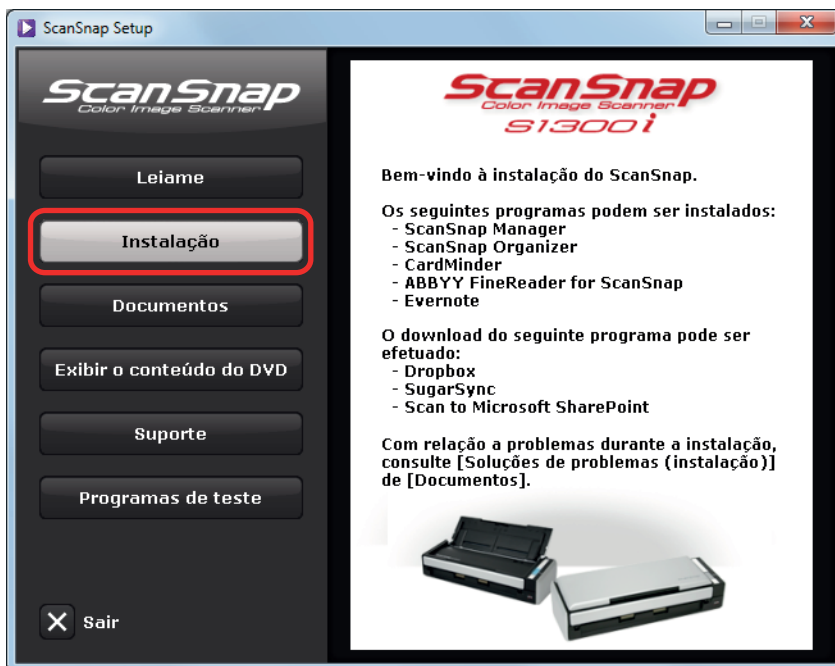 ScanSnap Setup
ScanSnap
Color Image Scanner
Leiame
Instalação
Documentos
Exibir o conteúdo do DVD
Suporte
Programas de teste
Sair
ScanSnap
Color Image Scanner
S1300i
Bem-vindo à instalação do ScanSnap.
Os seguintes programas podem ser instalados:
- ScanSnap Manager
- ScanSnap Organizer
- CardMinder
- ABBYY FineReader for ScanSnap
- Evernote
O download do seguinte programa pode ser
efetuado:
- Dropbox
- SugarSync
- Scan to Microsoft SharePoint
Com relação a problemas durante a instalação,
consulte [Soluções de problemas (instalação)]
de [Documentos].